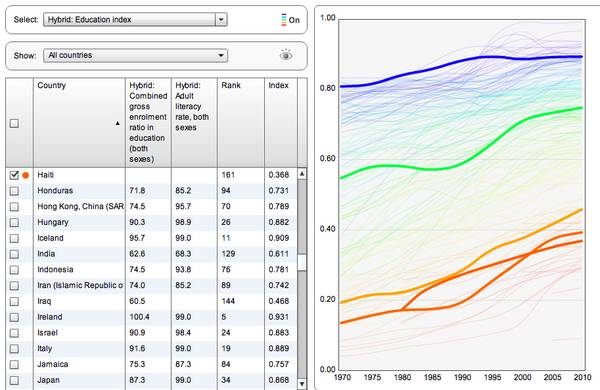 Select: Hybrid: Education index On
Show: All countries
Country Hybrid: Combined gross enrolment ratio in education (both sexes) Hybrid: Adult literacy rate, both sexes Rank Index
Haiti 161 0.368
Honduras 71.8 85.2 94 0.731
Hong Kong, China (SAR 74.5 95.7 70 0.789
Hungary 90.3 98.9 26 0.882
Iceland 95.7 99.0 11 0.909
India 62.6 68.3 129 0.611
Indonesia 74.5 93.8 76 0.781
Iran (Islamic Republic o 74.0 85.2 89 0.742
Iraq 60.5 144 0.468
Ireland 100.4 99.0 5 0.931
Israel 90.9 98.4 24 0.883
Italy 91.6 99.0 19 0.889
Jamaica 75.3 87.3 84 0.757
Japan 87.3 99.0 34 0.868
1.00
0.80
0.60
0.40
0.20
0.00
1970 1975 1980 1985 1990 1995 2000 2005 2010